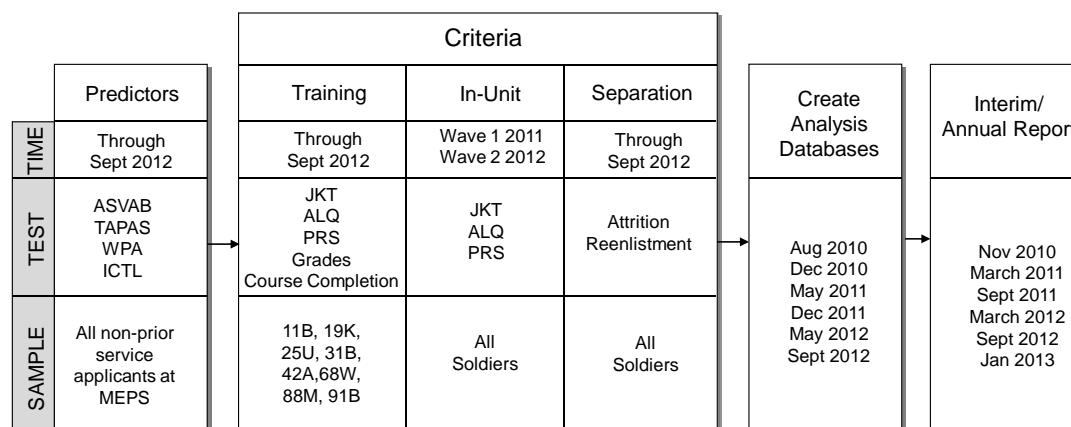 Criteria
Predictors
Training
In-Unit
Separation
Create
Analysis
Databases
Interim/
Annual Report
TIME
Through
Sept 2012
Through
Sept 2012
Wave 1 2011
Wave 2 2012
Through
Sept 2012
TEST
ASVAB
TAPAS
WPA
ICTL
JKT
ALQ
PRS
Grades
Course Completion
JKT
ALQ
PRS
Attrition
Reenlistment
SAMPLE
All non-prior
service
applicants at
MEPS
11B, 19K,
25U, 31B,
42A,68W,
88M, 91B
All
Soldiers
All
Soldiers
Aug 2010
Dec 2010
May 2011
Dec 2011
May 2012
Sept 2012
Nov 2010
March 2011
Sept 2011
March 2012
Sept 2012
Jan 2013